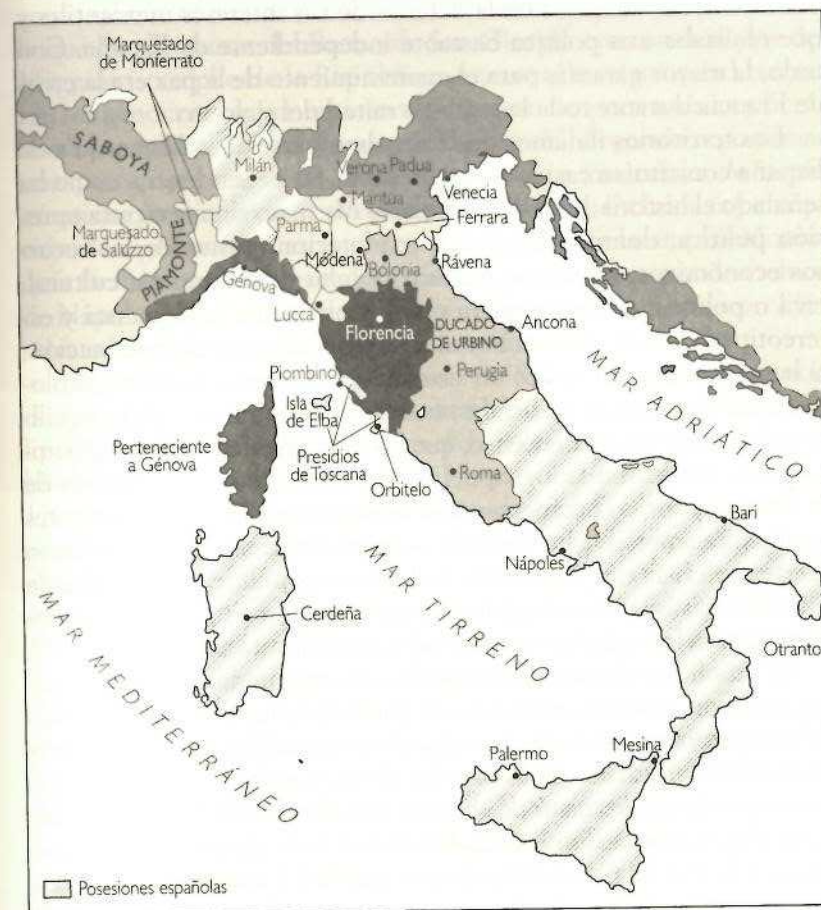 Marquesado
de Monferrato
SABOYA
Milán
Verona
Padua
Venecia
Mantua
Ferrara
Marquesado
de Saluzzo
PIAMONTE
Parma
Módena
Bolonia
Rávena
Génova
Lucca
Florencia
DUCADO
DE URBINO
Ancona
Perugia
Piombino
Isla
de Elba
Presidios
de Toscana
Orbitelo
Roma
MAR ADRIÁTICO
Perteneciente
a Génova
Bari
Nápoles
MAR TIRRENO
Cerdeña
Otranto
MAR MEDITERRÁNEO
Palermo
Mesina
Posesiones españolas